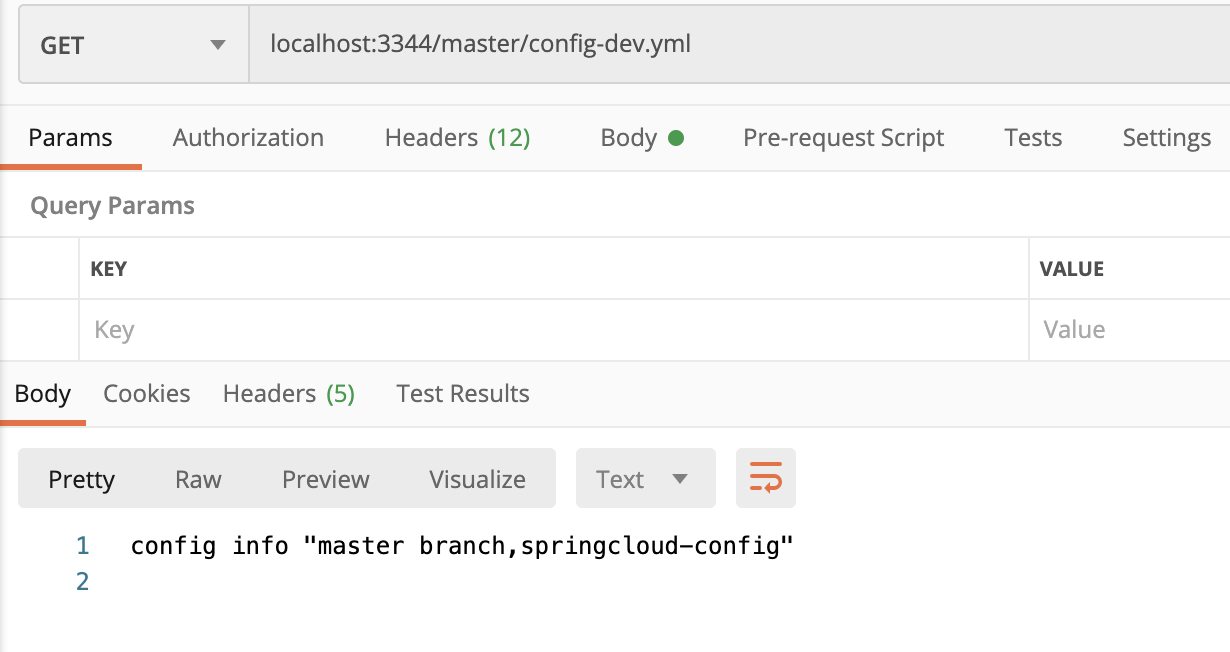 GET localhost:3344/master/config-dev.yml
Params Authorization Headers (12) Body Pre-request Script Tests Settings
Query Params
KEY VALUE
Key Value
Body Cookies Headers (5) Test Results
Pretty Raw Preview Visualize Text
1 config info "master branch,springcloud-config"
2